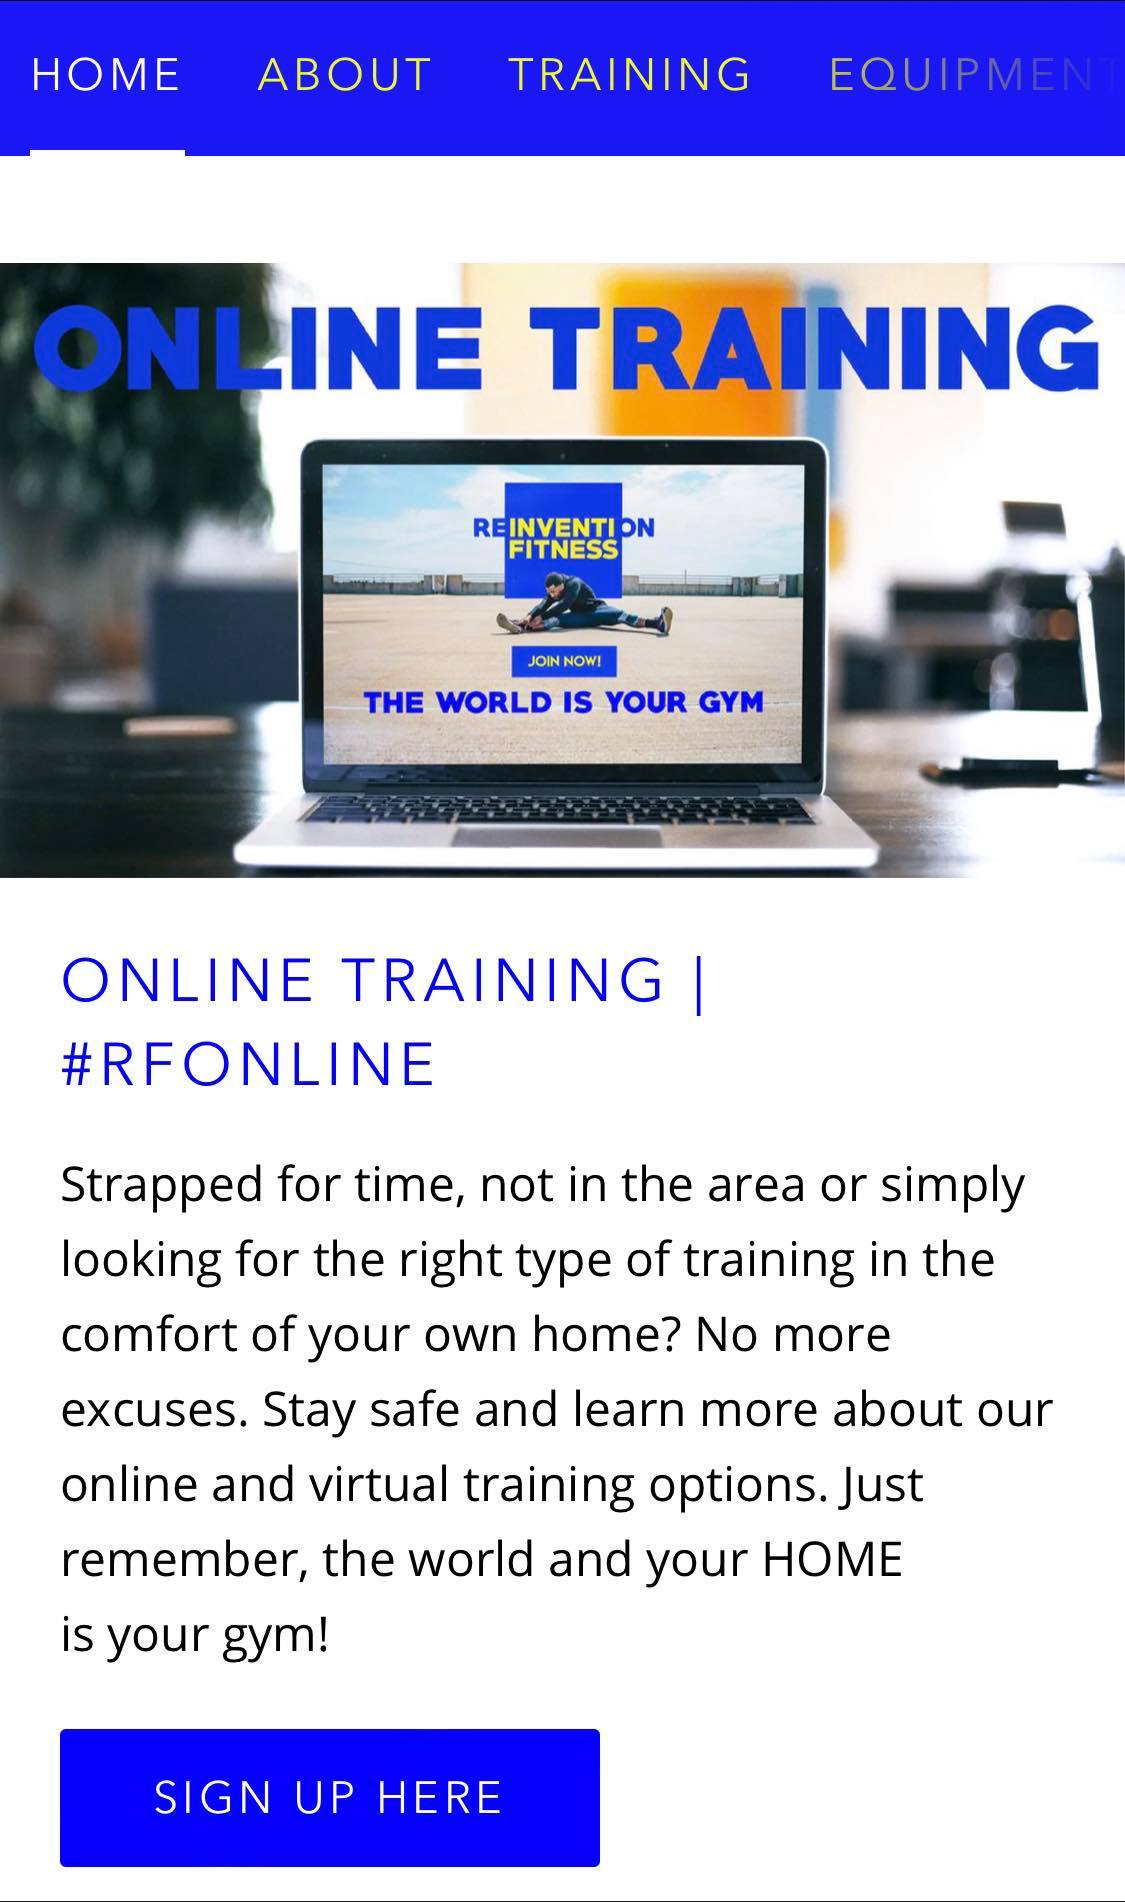 HOME ABOUT TRAINING EQUIPMENT
ONLINE TRAINING
REINVENTION
FITNESS
JOIN NOW!
THE WORLD IS YOUR GYM
ONLINE TRAINING |
#RFONLINE
Strapped for time, not in the area or simply
looking for the right type of training in the
comfort of your own home? No more
excuses. Stay safe and learn more about our
online and virtual training options. Just
remember, the world and your HOME
is your gym!
SIGN UP HERE